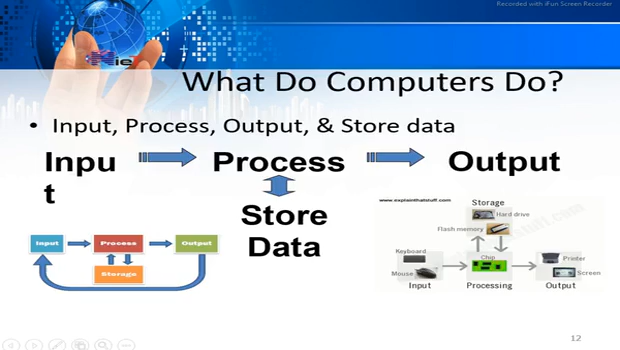 Recorded with iFun Screen Recorder
What Do Computers Do?
• Input, Process, Output, & Store data
Inpu
t
Process
Output
Store
Data
Input
Process
Output
Storage
www.explainthatstuff.com
Storage
Hard drive
Flash memory
Keyboard
Chip
Printer
Mouse
Screen
Input
Processing
Output
12